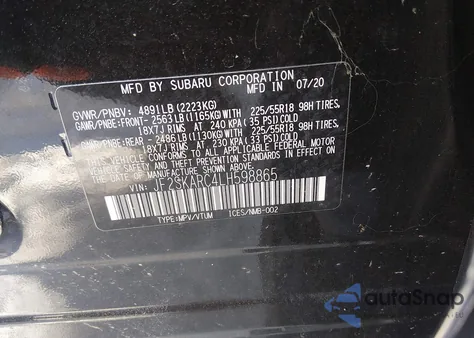 MFD BY SUBARU CORPORATION
MFD IN 07/20
GVWR/PNBV: 4891LB(2223KG)
GAWR/PNBE:FRONT- 2563LB(1165KG) WITH/AVEC 225/55R18 98H TIRES,
18X7J RIMS AT 240 KPA(35 PSI)COLD
GAWR/PNBE:REAR -2486LB(1130KG) WITH/AVEC 225/55R18 98H TIRES,
18X7J RIMS AT 230 KPA(33 PSI)COLD
THIS VEHICLE CONFORMS TO ALL APPLICABLE
FEDERAL MOTOR VEHICLE SAFETY STANDARDS IN EFFECT ON THE
DATE OF MANUFACTURE SHOWN ABOVE.
VIN: JF2SKARC4LH598865
TYPE:MPV/VTUM ICES/NMB-002
autoSnap